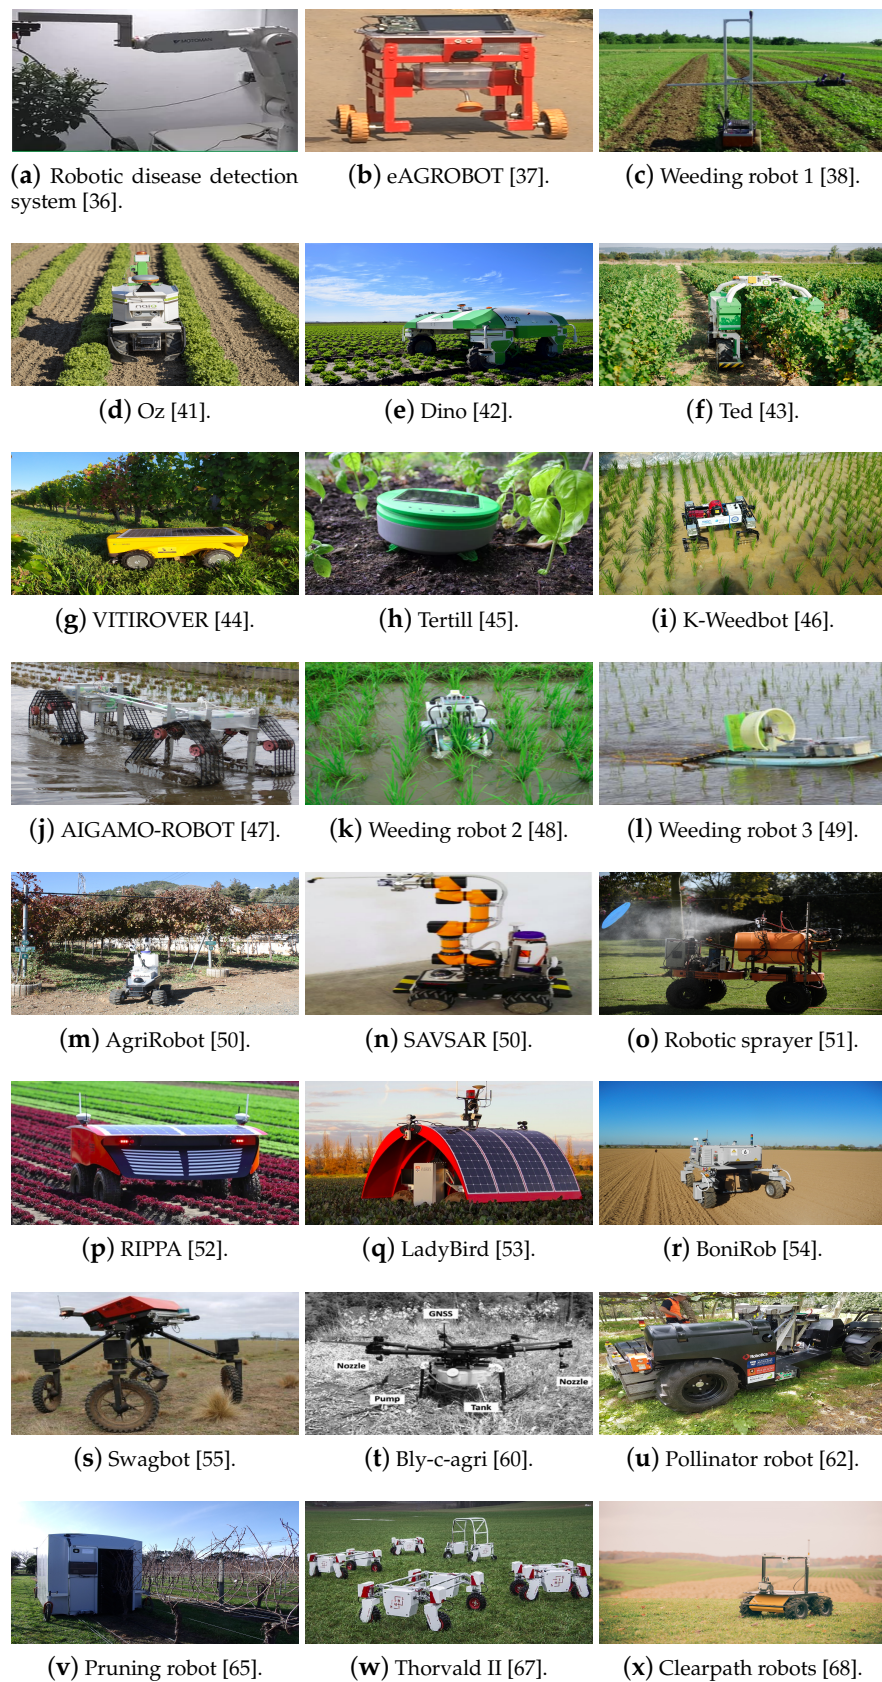 (a) Robotic disease detection
system [36].
(b) eAGROBOT [37].
(c) Weeding robot 1 [38].
(d) Oz [41].
(e) Dino [42].
(f) Ted [43].
(g) VITIROVER [44].
(h) Tertill [45].
(i) K-Weedbot [46].
(j) AIGAMO-ROBOT [47].
(k) Weeding robot 2 [48].
(l) Weeding robot 3 [49].
(m) AgriRobot [50].
(n) SAVSAR [50].
(o) Robotic sprayer [51].
(p) RIPPA [52].
(q) LadyBird [53].
(r) BoniRob [54].
GNSS
Nozzle
Nozzle
Pump
Tank
(s) Swagbot [55].
(t) Bly-c-agri [60].
(u) Pollinator robot [62].
(v) Pruning robot [65].
(w) Thorvald II [67].
(x) Clearpath robots [68].